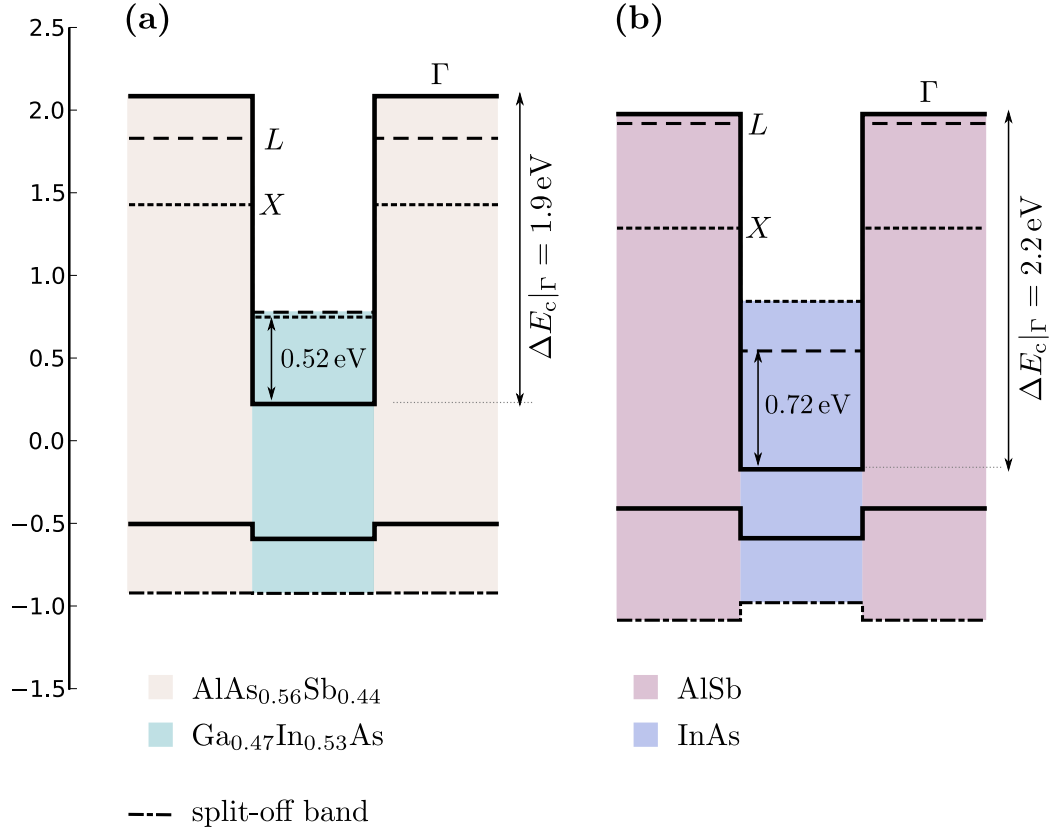 (a)
(b)
2.5
2.0
1.5
1.0
0.5
0.0
−0.5
−1.0
−1.5
Γ
L
X
0.52 eV
ΔE_c|Γ = 1.9 eV
Γ
L
X
0.72 eV
ΔE_c|Γ = 2.2 eV
AlAs₀.₅₆Sb₀.₄₄
Ga₀.₄₇In₀.₅₃As
split-off band
AlSb
InAs